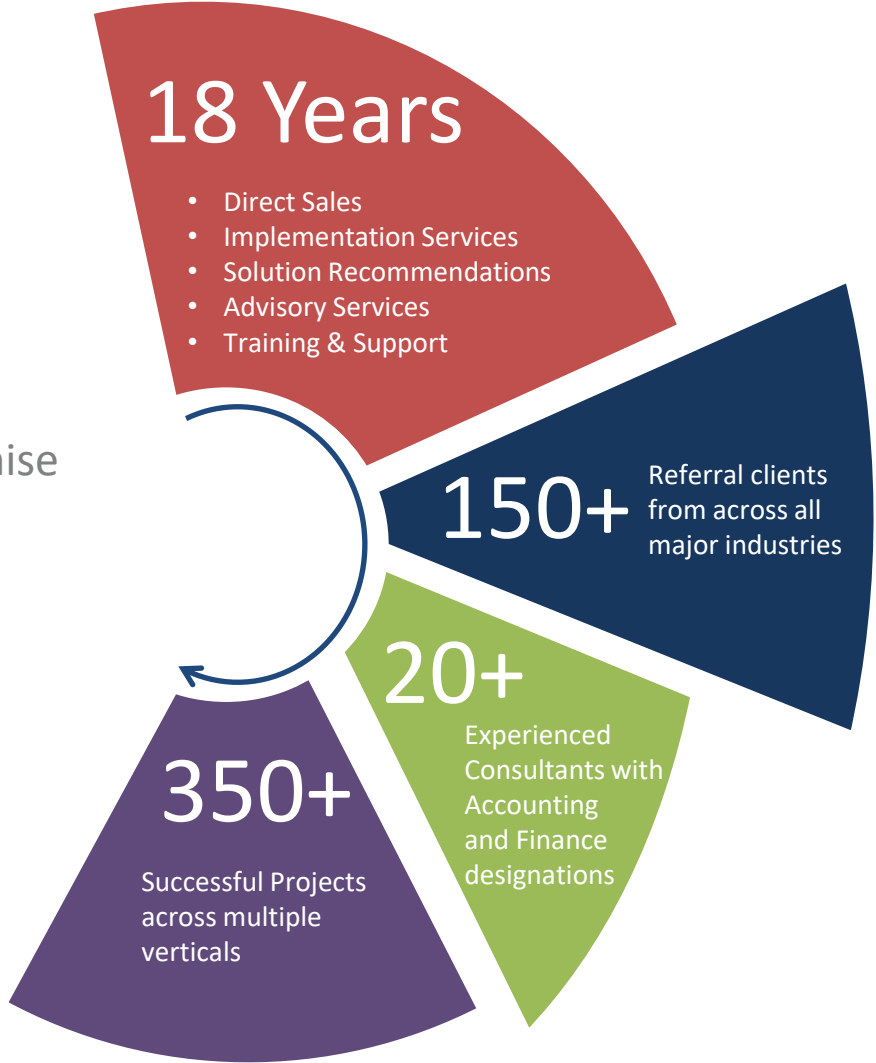 18 Years
• Direct Sales
• Implementation Services
• Solution Recommendations
• Advisory Services
• Training & Support
150+
Referral clients
from across all
major industries
20+
Experienced
Consultants with
Accounting
and Finance
designations
350+
Successful Projects
across multiple
verticals